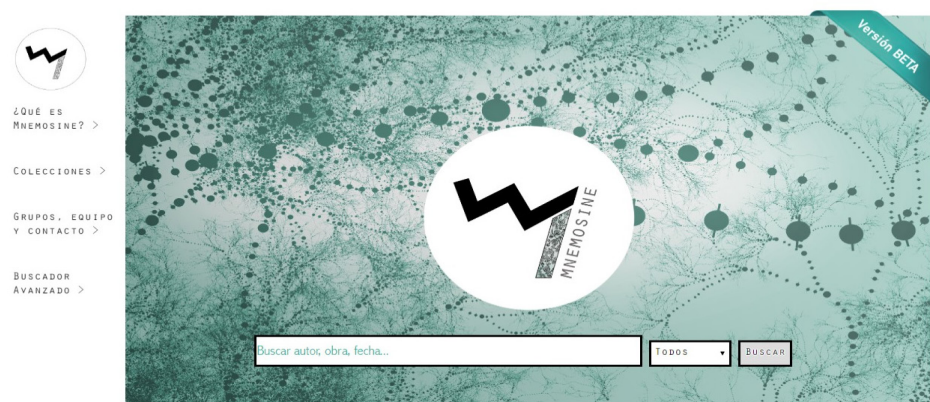 ¿Qué es
Mnemosine? >
Colecciones >
Grupos, equipo
y contacto >
Buscador
Avanzado >
Versión BETA
MNEMOSINE
Buscar autor, obra, fecha...
Todos
Buscar